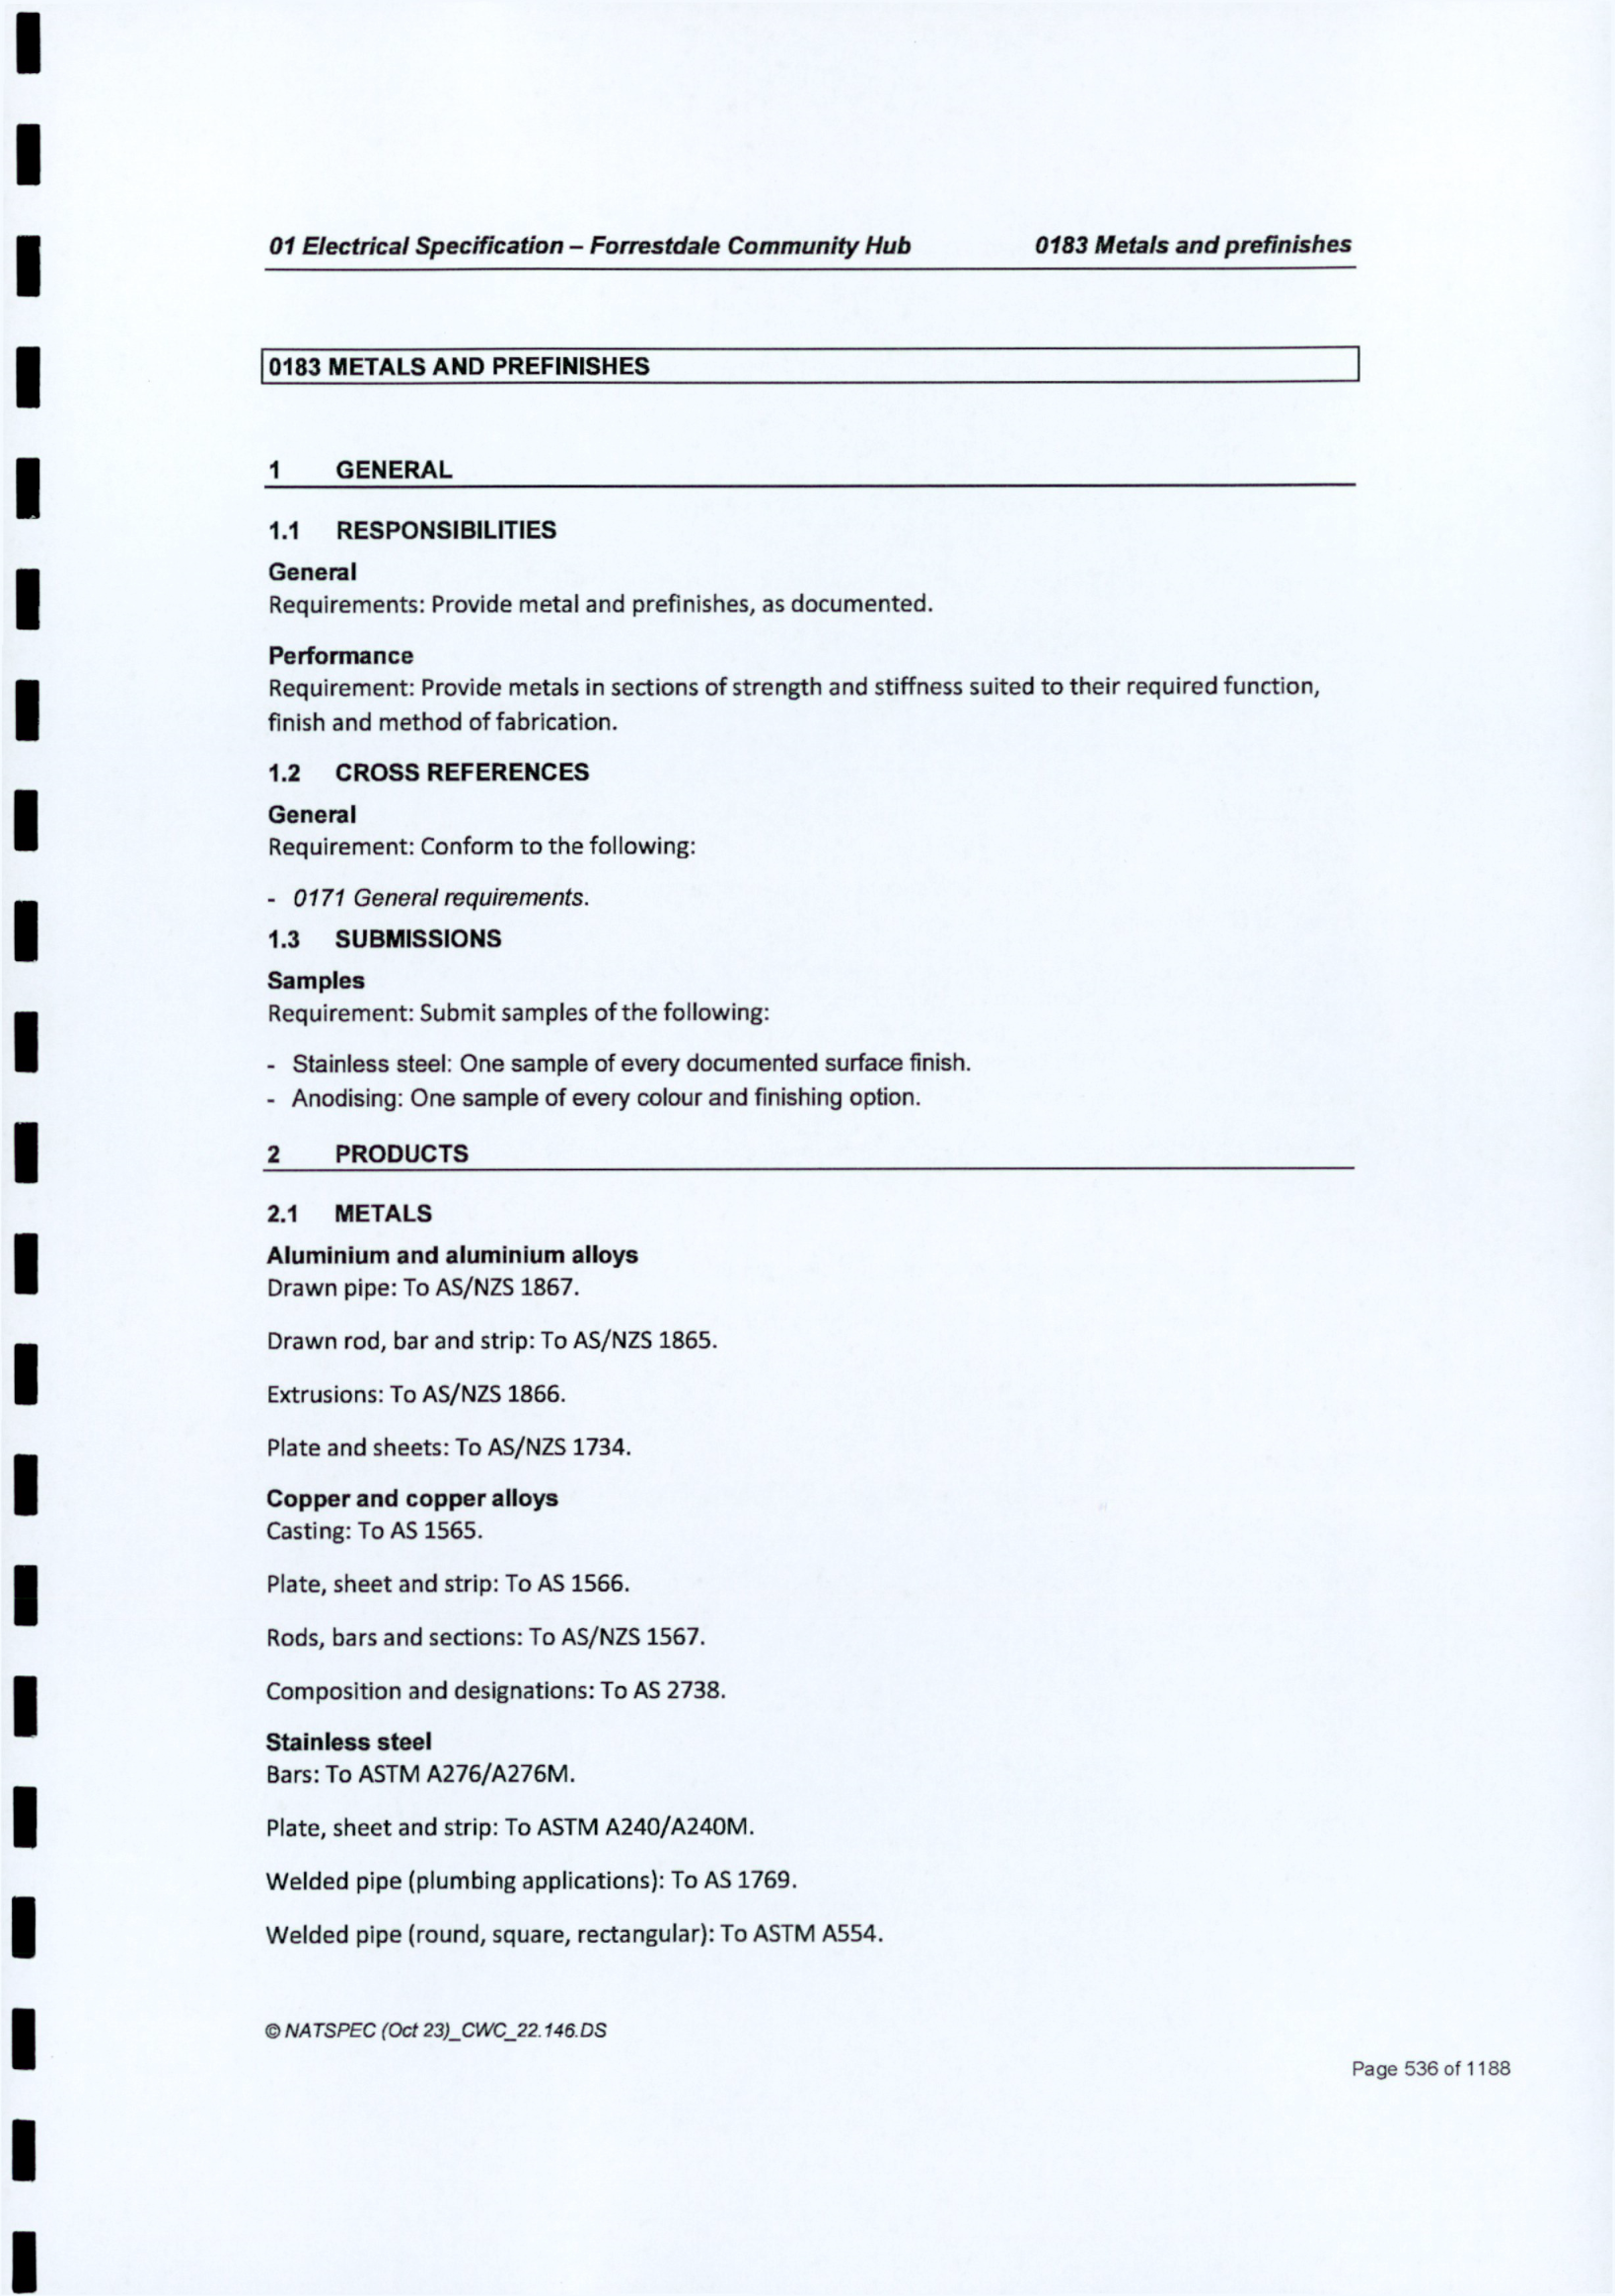 01 Electrical Specification – Forrestdale Community Hub 0183 Metals and prefinishes
0183 METALS AND PREFINISHES
1 GENERAL
1.1 RESPONSIBILITIES
General
Requirements: Provide metal and prefinishes, as documented.
Performance
Requirement: Provide metals in sections of strength and stiffness suited to their required function,
finish and method of fabrication.
1.2 CROSS REFERENCES
General
Requirement: Conform to the following:
- 0171 General requirements.
1.3 SUBMISSIONS
Samples
Requirement: Submit samples of the following:
- Stainless steel: One sample of every documented surface finish.
- Anodising: One sample of every colour and finishing option.
2 PRODUCTS
2.1 METALS
Aluminium and aluminium alloys
Drawn pipe: To AS/NZS 1867.
Drawn rod, bar and strip: To AS/NZS 1865.
Extrusions: To AS/NZS 1866.
Plate and sheets: To AS/NZS 1734.
Copper and copper alloys
Casting: To AS 1565.
Plate, sheet and strip: To AS 1566.
Rods, bars and sections: To AS/NZS 1567.
Composition and designations: To AS 2738.
Stainless steel
Bars: To ASTM A276/A276M.
Plate, sheet and strip: To ASTM A240/A240M.
Welded pipe (plumbing applications): To AS 1769.
Welded pipe (round, square, rectangular): To ASTM A554.
© NATSPEC (Oct 23)_CWC_22.146.DS
Page 536 of 1188